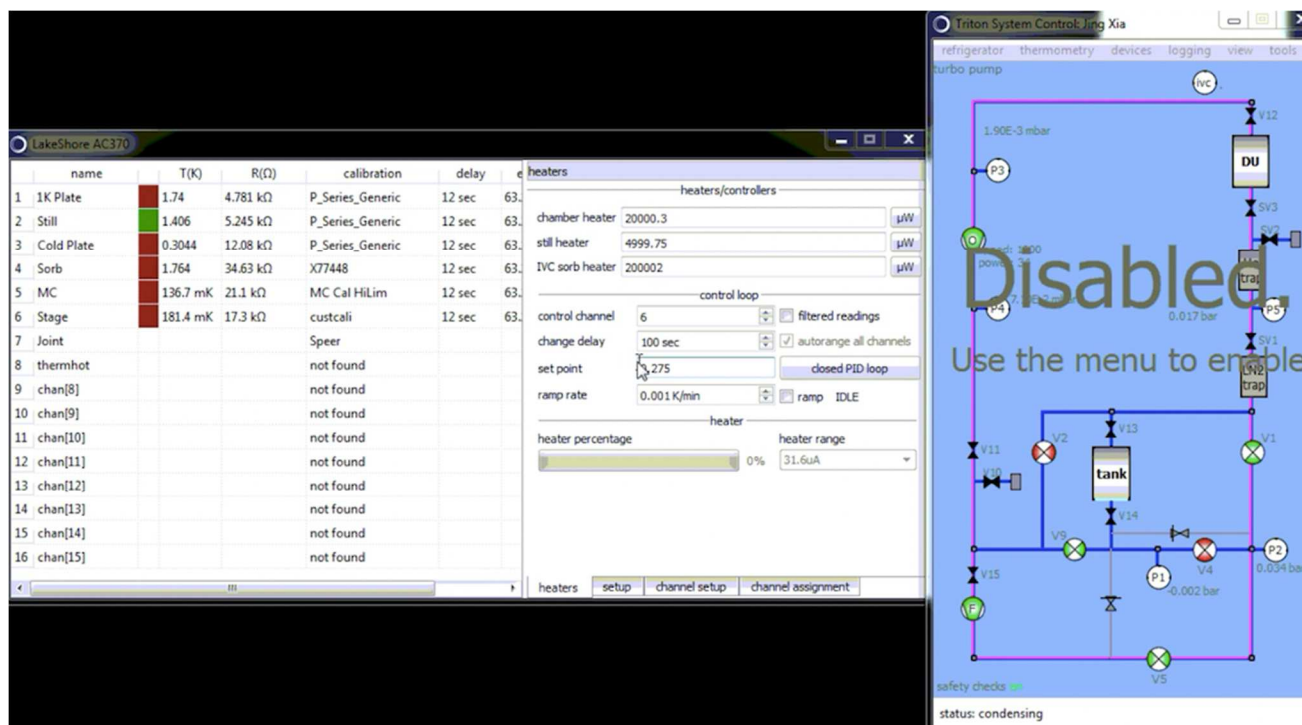 Triton System Control: Jing Xia
refrigerator thermometry devices logging view tools
turbo pump
ivc
V12
1.90E-3 mbar
DU
P3
SV3
SV2
Disabled.
trap
P4
0.017 bar
P5
SV1
Use the menu to enable
trap
V13
V11
V2
V1
tank
V10
V14
V9
V4
P2
0.034 bar
V15
P1
-0.002 bar
F
V5
safety checks on
status: condensing
LakeShore AC370
name T(K) R(Ω) calibration delay e
1 1K Plate 1.74 4.781 kΩ P_Series_Generic 12 sec 63.
2 Still 1.406 5.245 kΩ P_Series_Generic 12 sec 63.
3 Cold Plate 0.3044 12.08 kΩ P_Series_Generic 12 sec 63.
4 Sorb 1.764 34.63 kΩ X77448 12 sec 63.
5 MC 136.7 mK 21.1 kΩ MC Cal HiLim 12 sec 63.
6 Stage 181.4 mK 17.3 kΩ custcali 12 sec 63.
7 Joint Speer
8 thermhot not found
9 chan[8] not found
10 chan[9] not found
11 chan[10] not found
12 chan[11] not found
13 chan[12] not found
14 chan[13] not found
15 chan[14] not found
16 chan[15] not found
heaters
heaters/controllers
chamber heater 20000.3 µW
still heater 4999.75 µW
IVC sorb heater 200002 µW
control loop
control channel 6 filtered readings
change delay 100 sec autorange all channels
set point .275 closed PID loop
ramp rate 0.001 K/min ramp IDLE
heater
heater percentage heater range
0% 31.6uA
heaters setup channel setup channel assignment